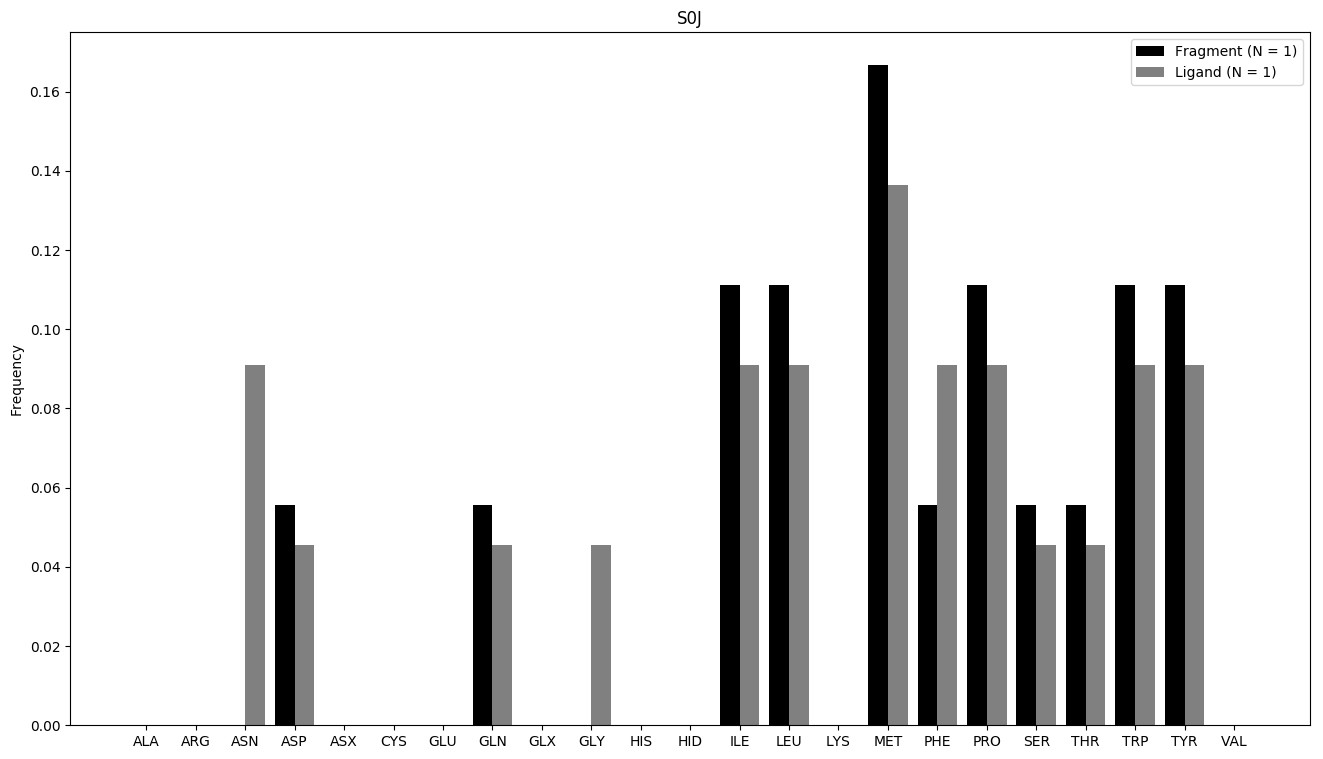 S0J
Fragment (N = 1)
Ligand (N = 1)
Frequency
0.16
0.14
0.12
0.10
0.08
0.06
0.04
0.02
0.00
ALA ARG ASN ASP ASX CYS GLU GLN GLX GLY HIS HID ILE LEU LYS MET PHE PRO SER THR TRP TYR VAL